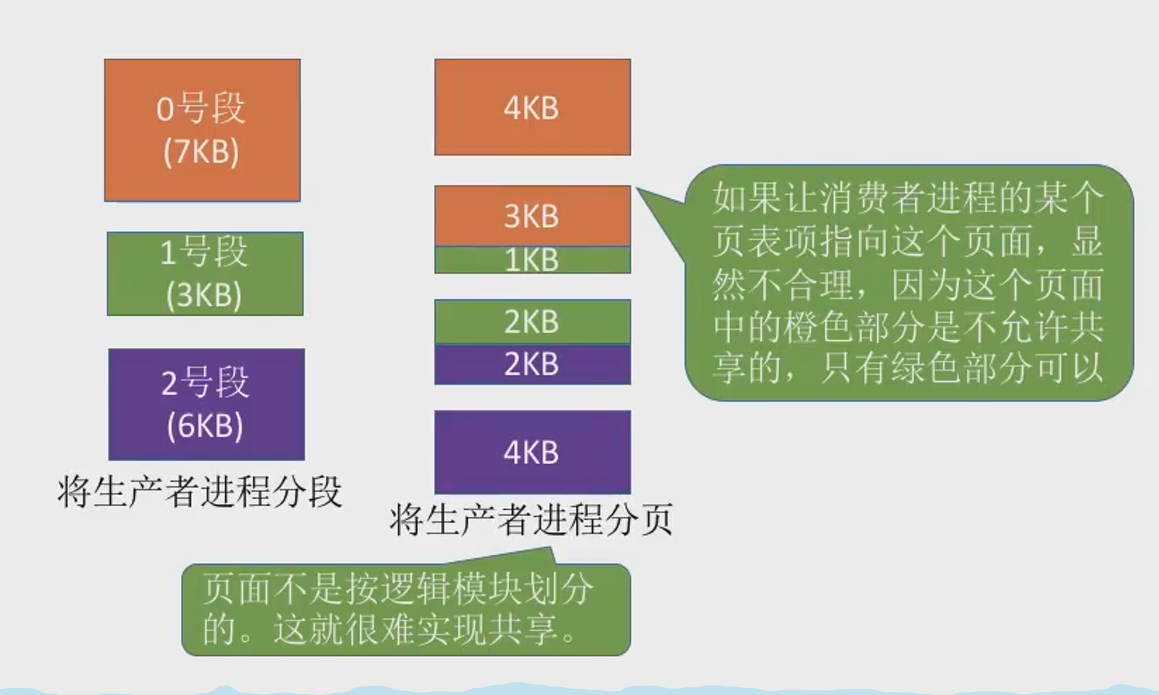 0号段
(7KB)
1号段
(3KB)
2号段
(6KB)
将生产者进程分段
4KB
3KB
1KB
2KB
2KB
4KB
将生产者进程分页
如果让消费者进程的某个
页表项指向这个页面，显
然不合理，因为这个页面
中的橙色部分是不允许共
享的，只有绿色部分可以
页面不是按逻辑模块划分
的。这就很难实现共享。